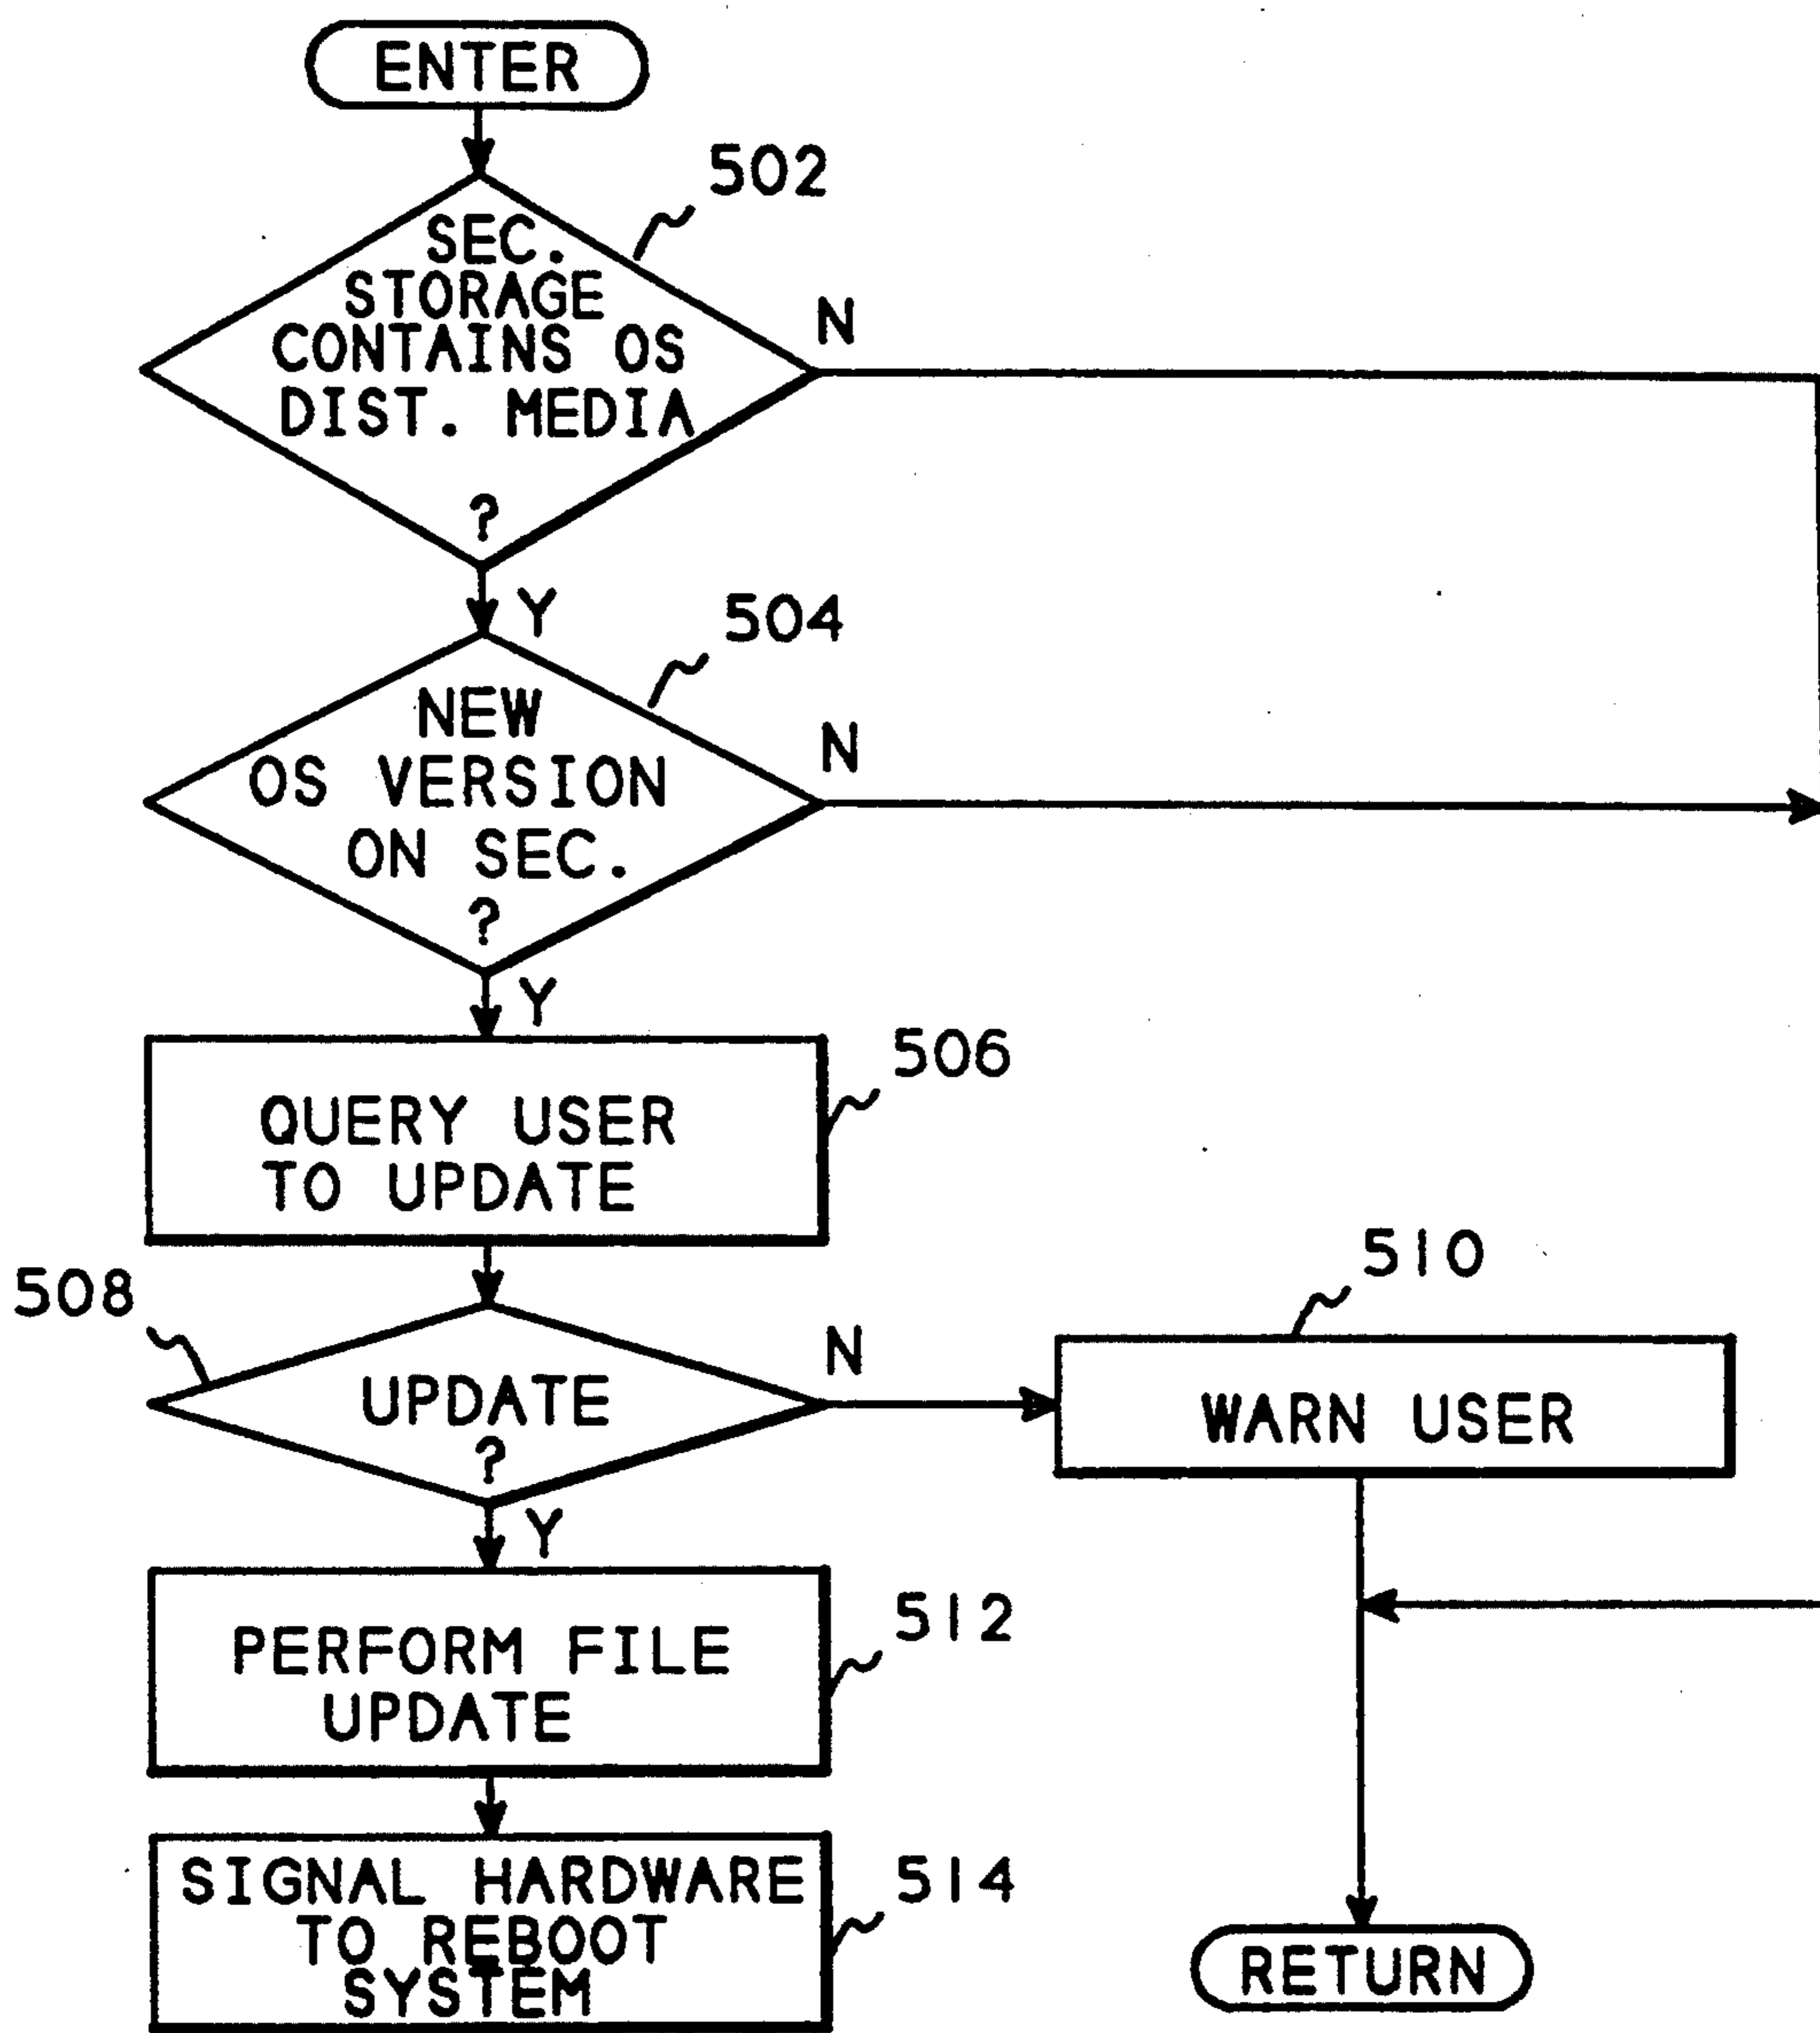 ENTER
502
SEC.
STORAGE
CONTAINS OS
DIST. MEDIA
?
N
Y
504
NEW
OS VERSION
ON SEC.
?
N
Y
506
QUERY USER
TO UPDATE
508
UPDATE
?
N
510
WARN USER
Y
512
PERFORM FILE
UPDATE
514
SIGNAL HARDWARE
TO REBOOT
SYSTEM
RETURN